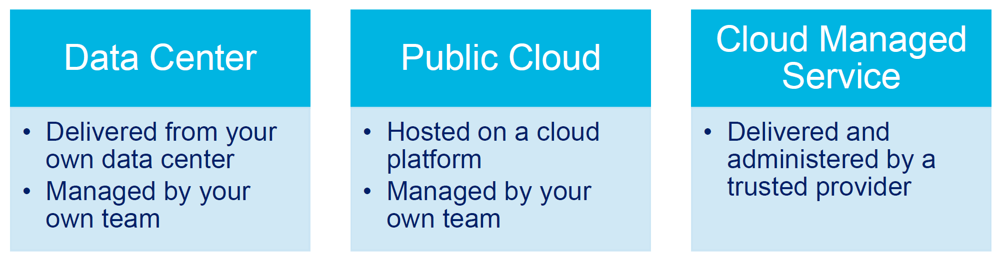 Data Center
• Delivered from your
own data center
• Managed by your
own team
Public Cloud
• Hosted on a cloud
platform
• Managed by your
own team
Cloud Managed
Service
• Delivered and
administered by a
trusted provider